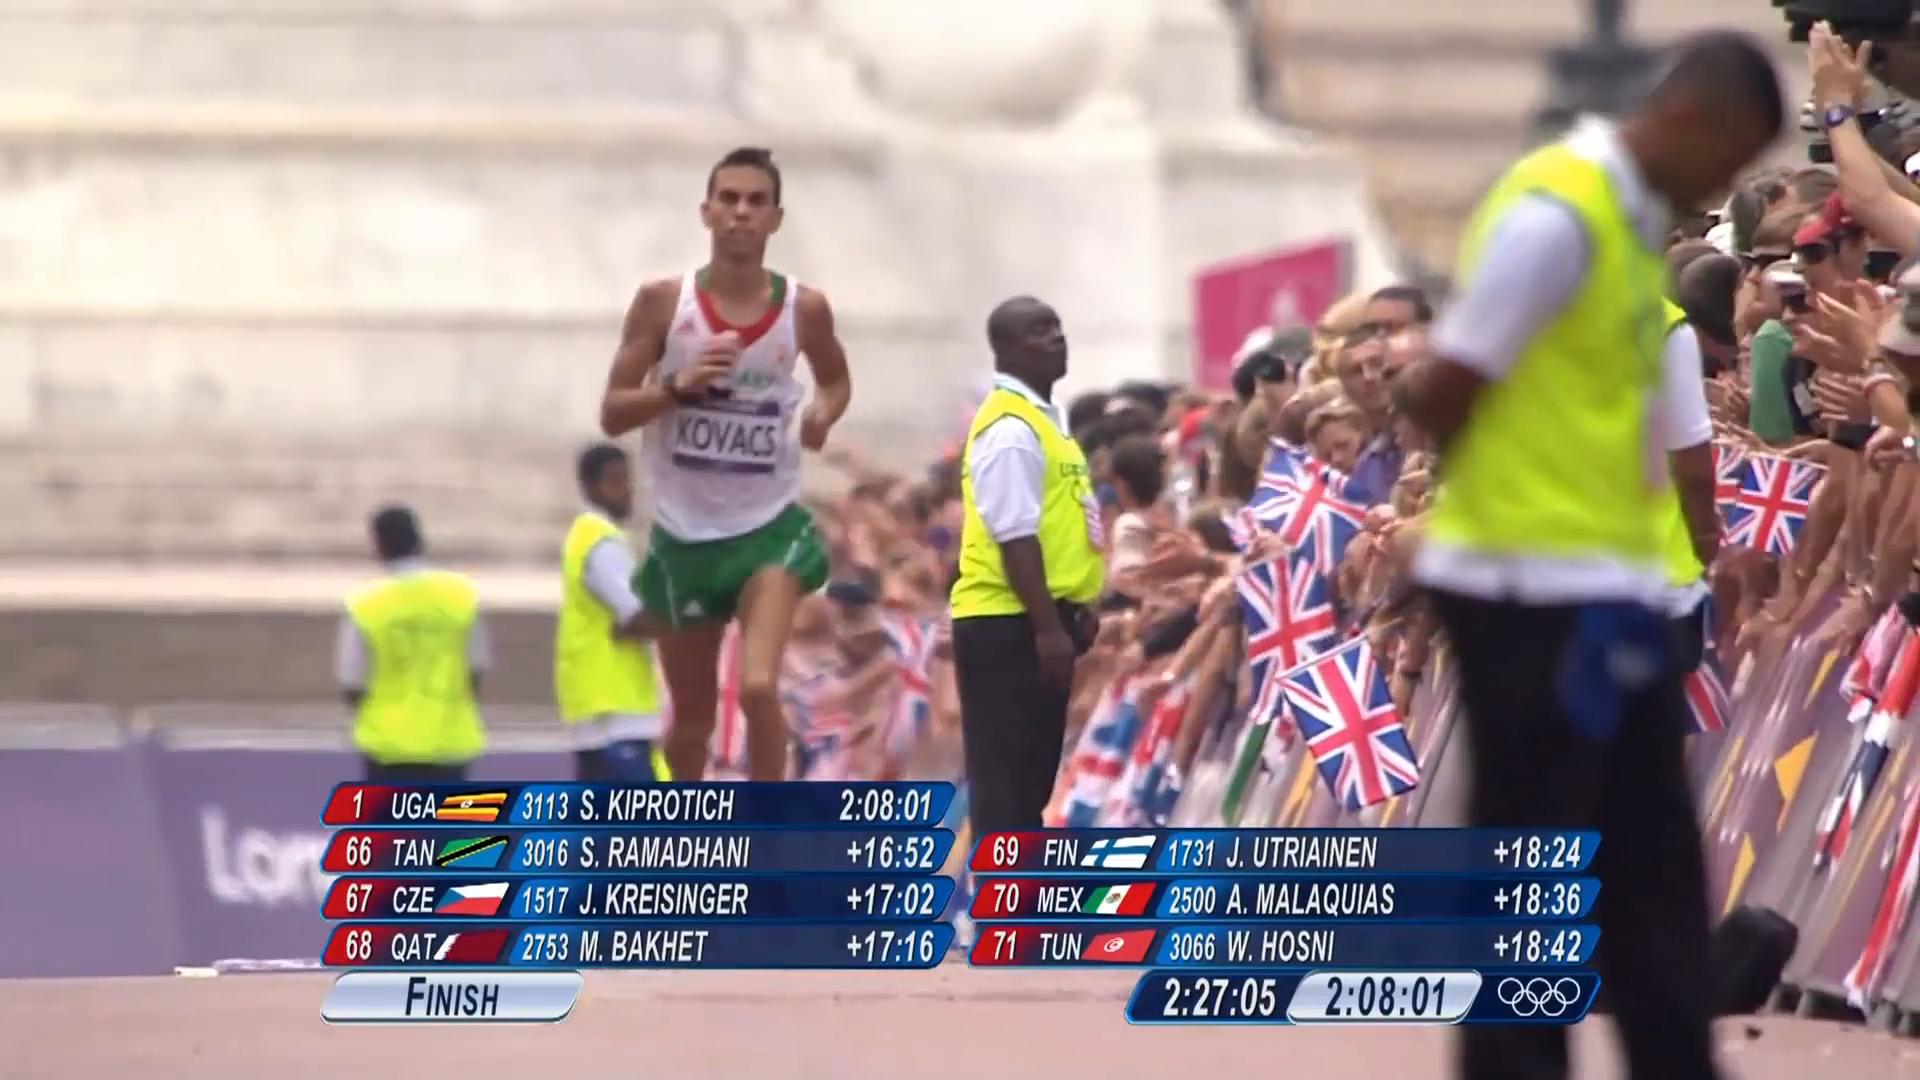 KOVACS
Lon
1 UGA 3113 S. KIPROTICH 2:08:01
66 TAN 3016 S. RAMADHANI +16:52
67 CZE 1517 J. KREISINGER +17:02
68 QAT 2753 M. BAKHET +17:16
69 FIN 1731 J. UTRIAINEN +18:24
70 MEX 2500 A. MALAQUIAS +18:36
71 TUN 3066 W. HOSNI +18:42
FINISH
2:27:05 2:08:01